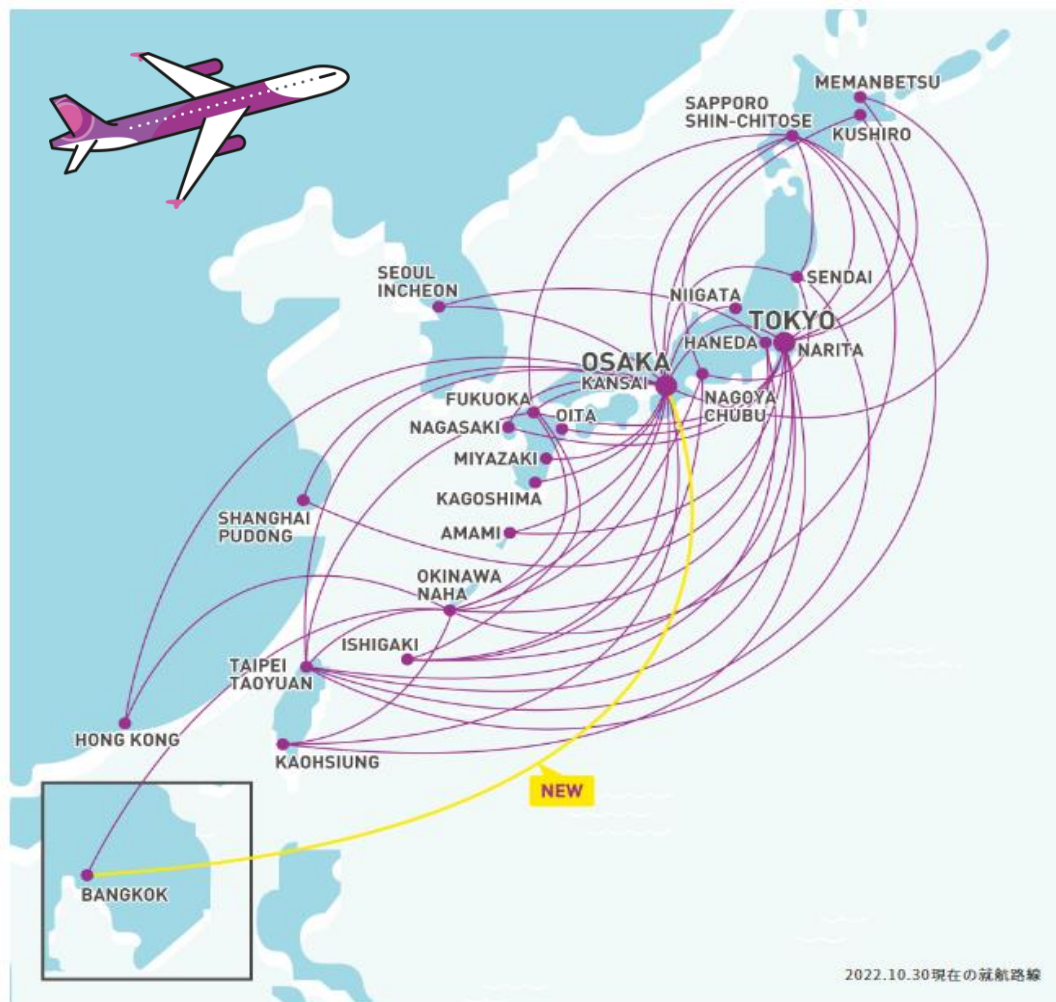 MEMANBETSU
SAPPORO
SHIN-CHITOSE
KUSHIRO
SEOUL
INCHEON
SENDAI
NIIGATA
TOKYO
HANEDA
NARITA
OSAKA
KANSAI
NAGOYA
CHUBU
FUKUOKA
OITA
NAGASAKI
MIYAZAKI
KAGOSHIMA
SHANGHAI
PUDONG
AMAMI
OKINAWA
NAHA
ISHIGAKI
TAIPEI
TAOYUAN
HONG KONG
KAOHSIUNG
NEW
BANGKOK
2022.10.30現在の就航路線